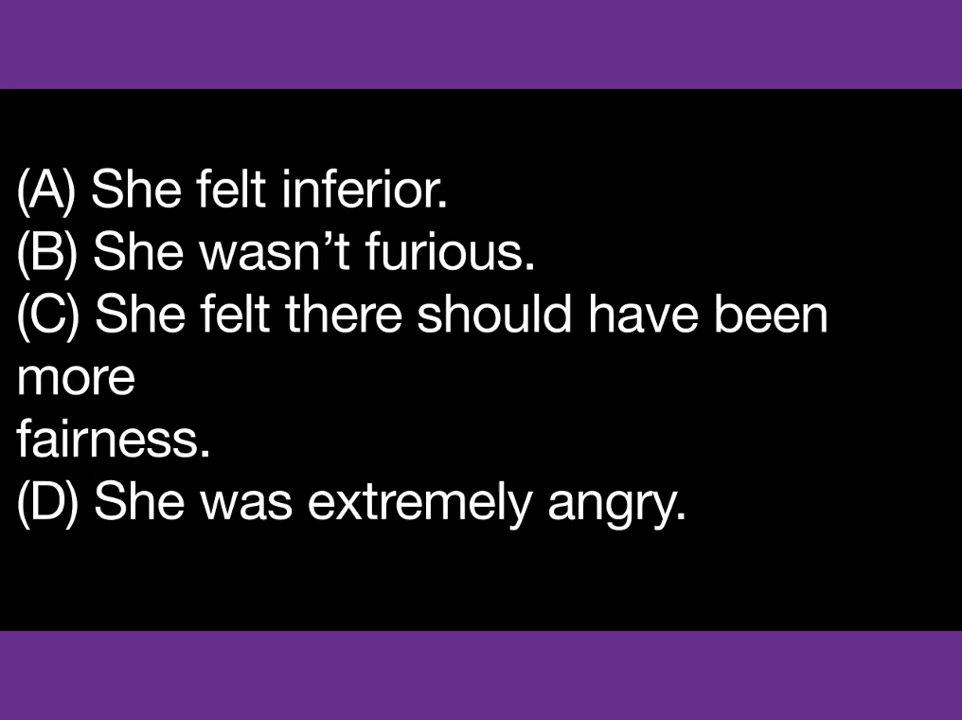 (A) She felt inferior.
(B) She wasn’t furious.
(C) She felt there should have been
more
fairness.
(D) She was extremely angry.